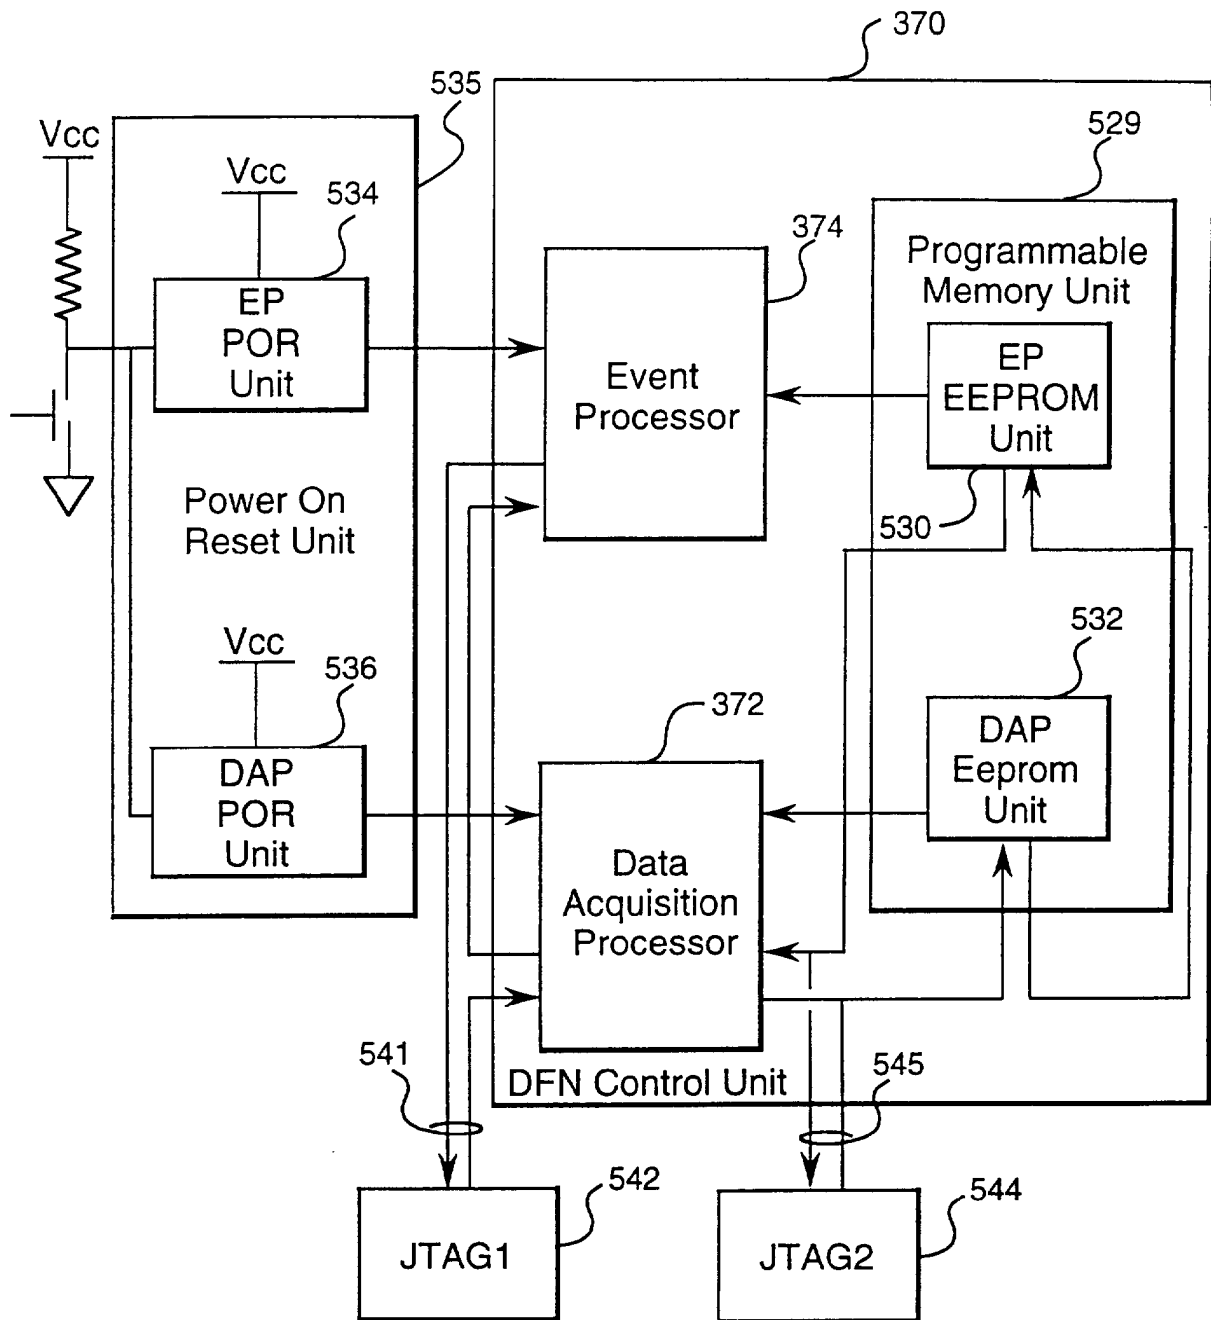 370
535
Vcc
529
Vcc
534
374
Programmable
Memory Unit
EP
POR
Unit
Event
Processor
EP
EEPROM
Unit
Power On
Reset Unit
530
Vcc
536
372
532
DAP
POR
Unit
DAP
Eeprom
Unit
Data
Acquisition
Processor
541
DFN Control Unit
545
542
544
JTAG1
JTAG2